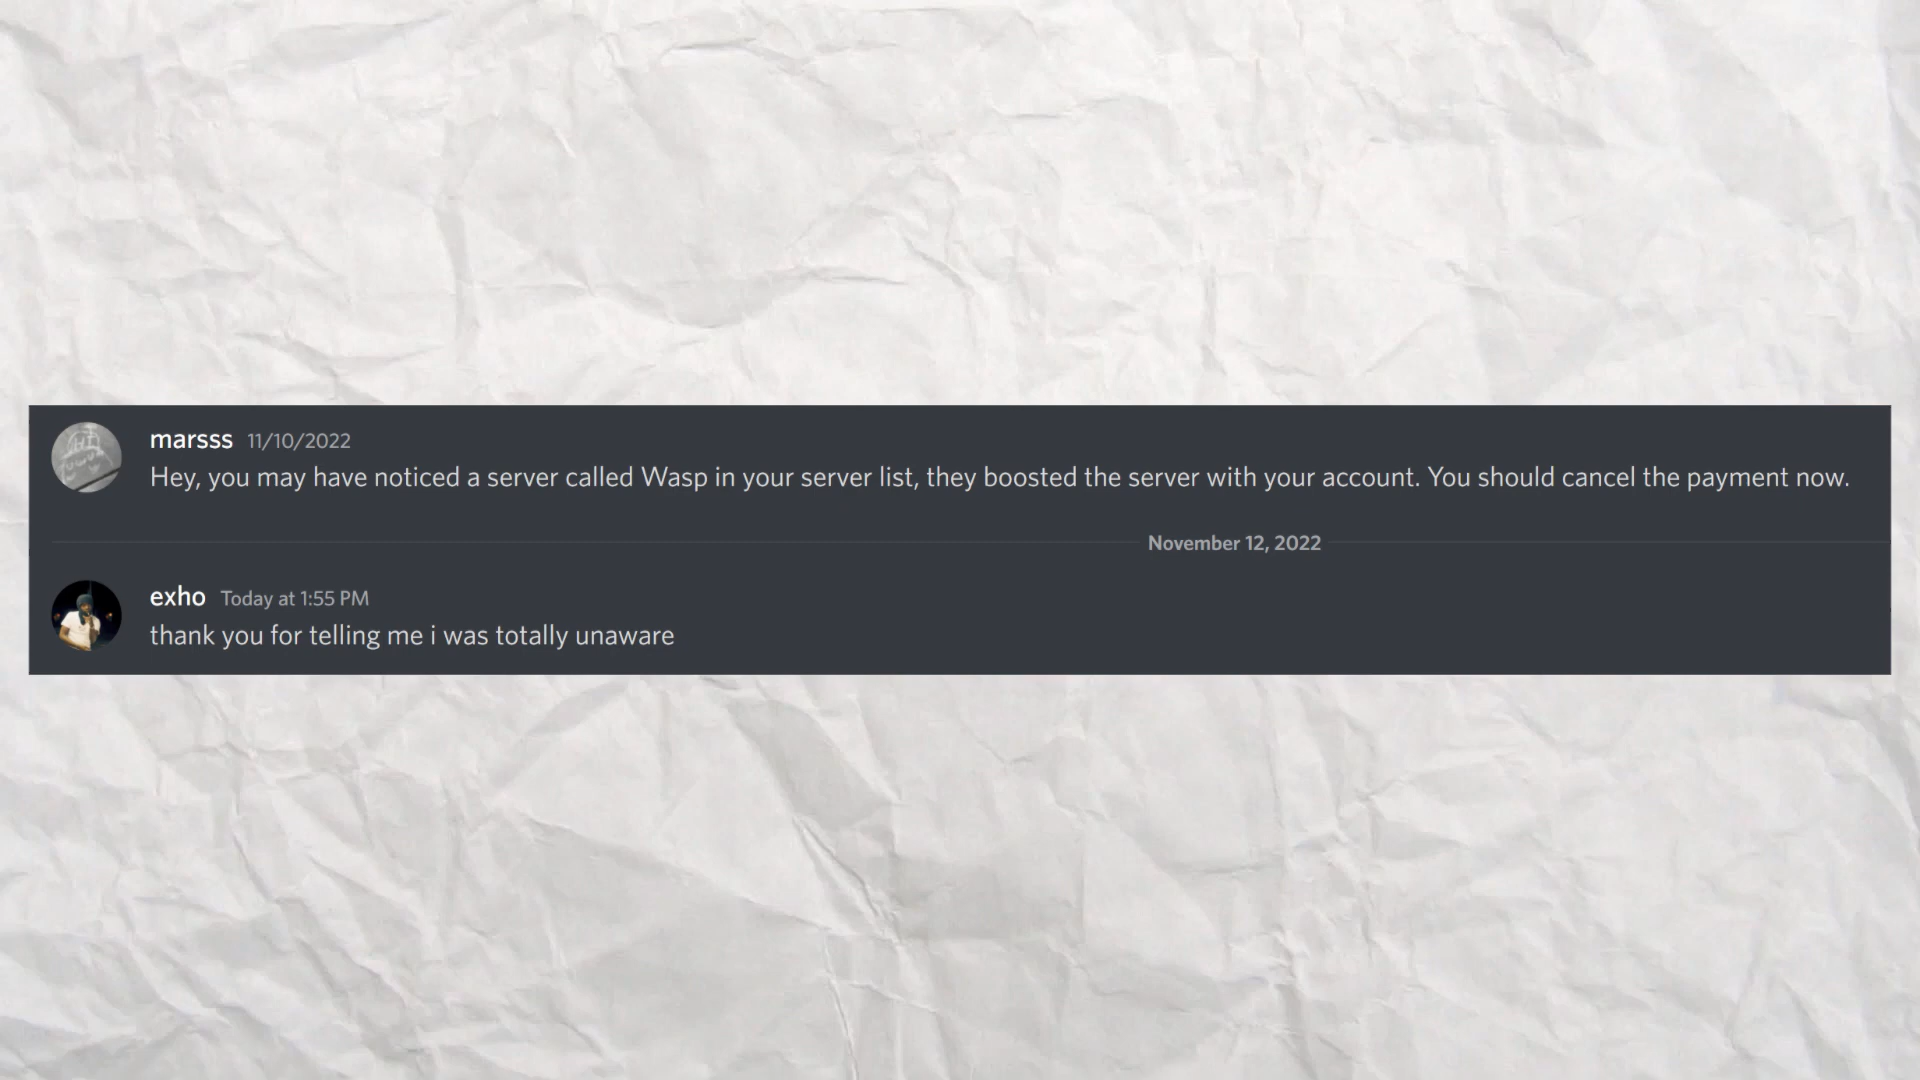 marsss 11/10/2022
Hey, you may have noticed a server called Wasp in your server list, they boosted the server with your account. You should cancel the payment now.
November 12, 2022
exho Today at 1:55 PM
thank you for telling me i was totally unaware